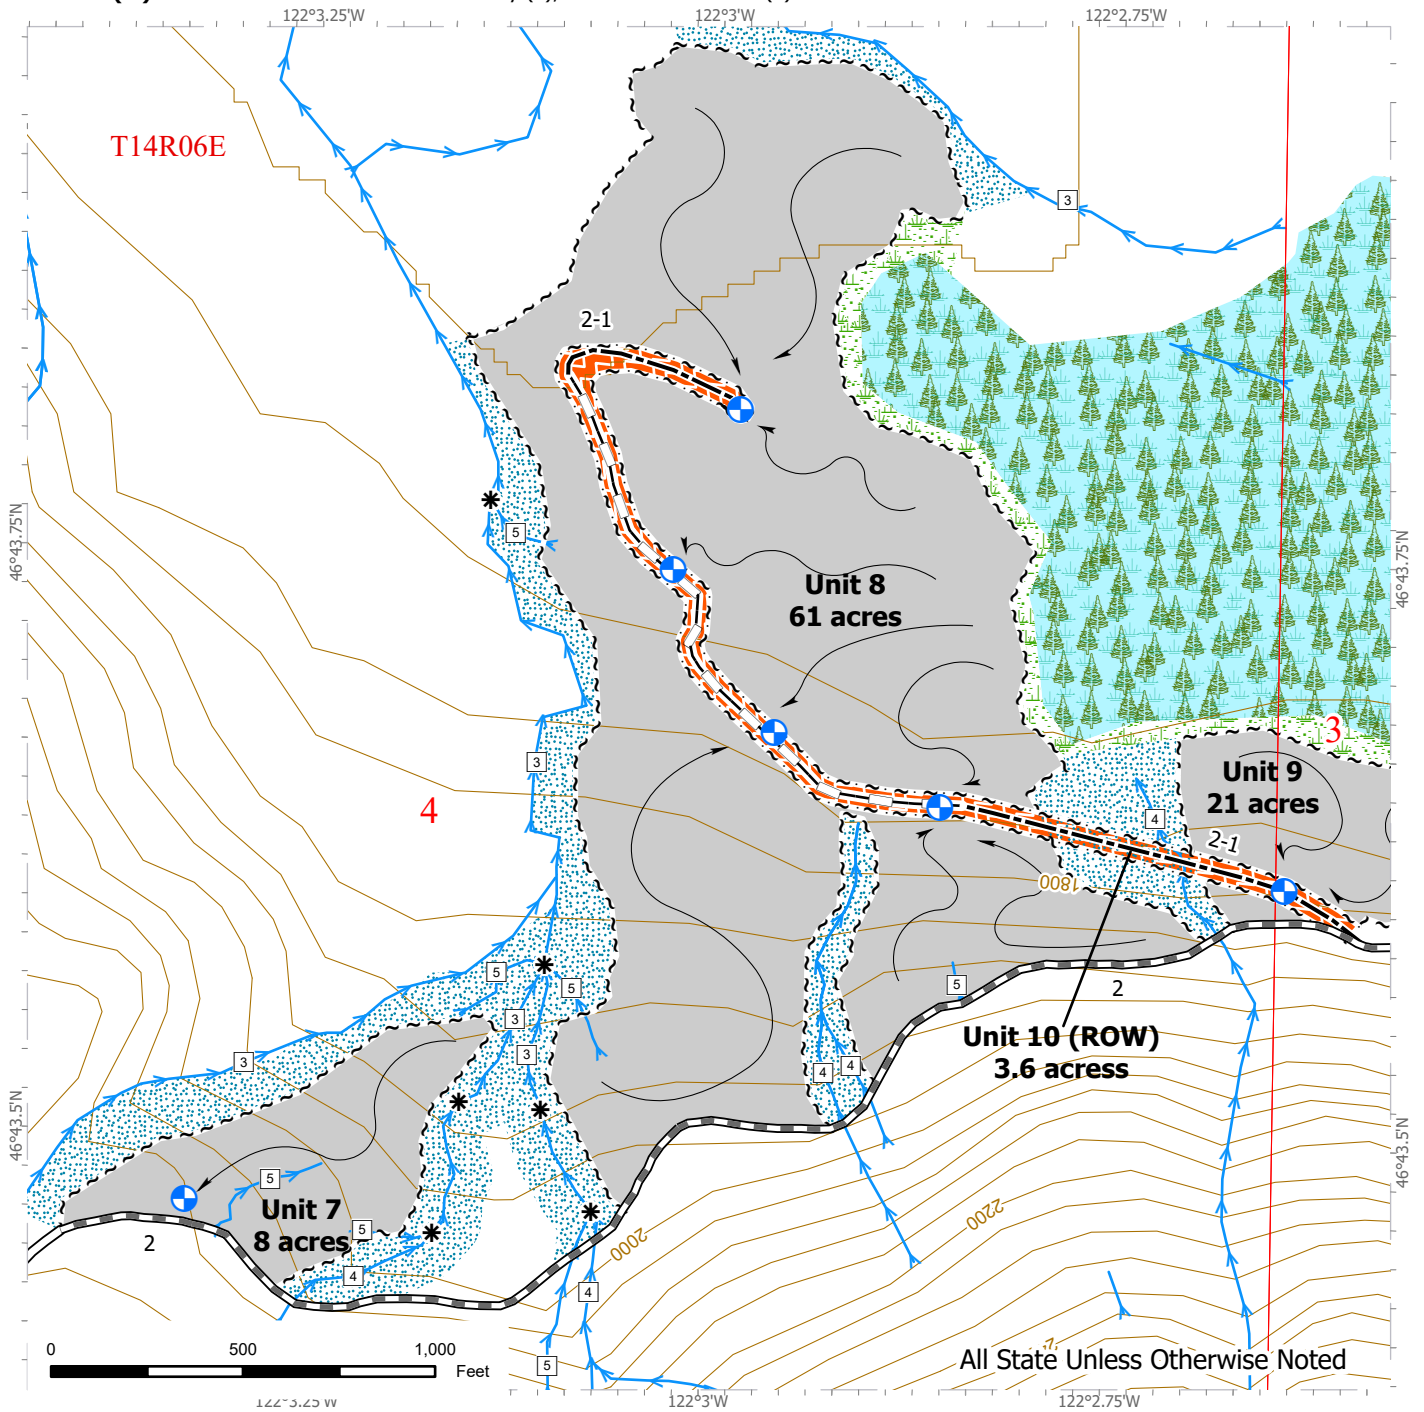 122°3.25'W
122°3'W
122°2.75'W
T14R06E
3
2-1
46°43.75'N
46°43.75'N
5
Unit 8
61 acres
3
3
Unit 9
21 acres
4
4
2-1
1800
5
5
5
2
3
Unit 10 (ROW)
3.6 acress
3
3
4
4
46°43.5'N
46°43.5'N
5
Unit 7
8 acres
5
2
2200
2000
4
4
0
500
1,000
Feet
5
All State Unless Otherwise Noted
122°3.25'W
122°3'W
122°2.75'W